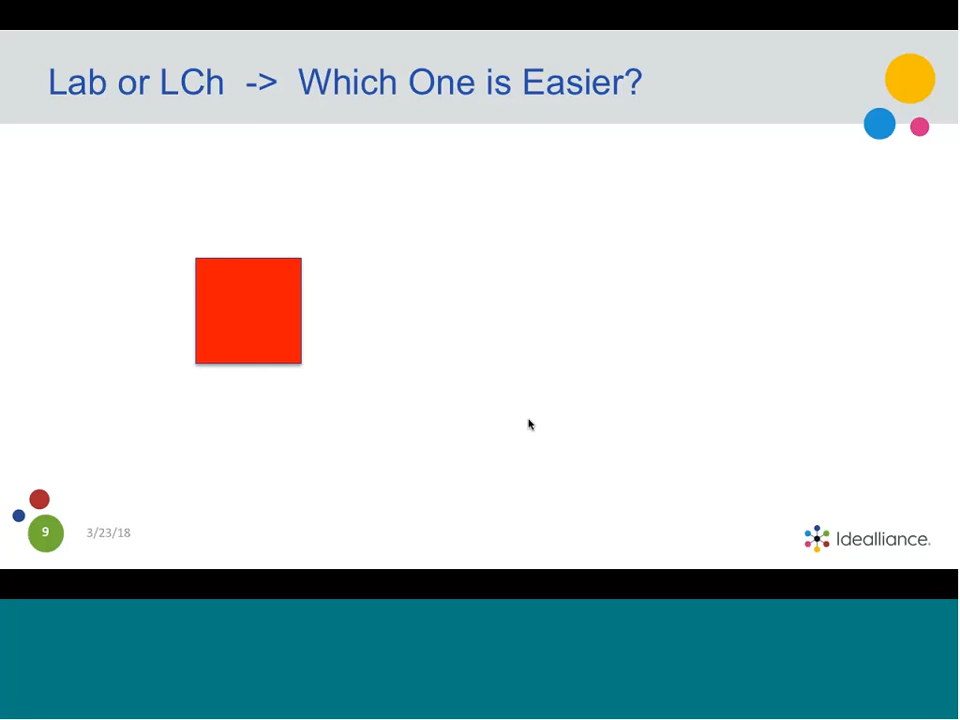 Lab or LCh -> Which One is Easier?
9
3/23/18
Idealliance.